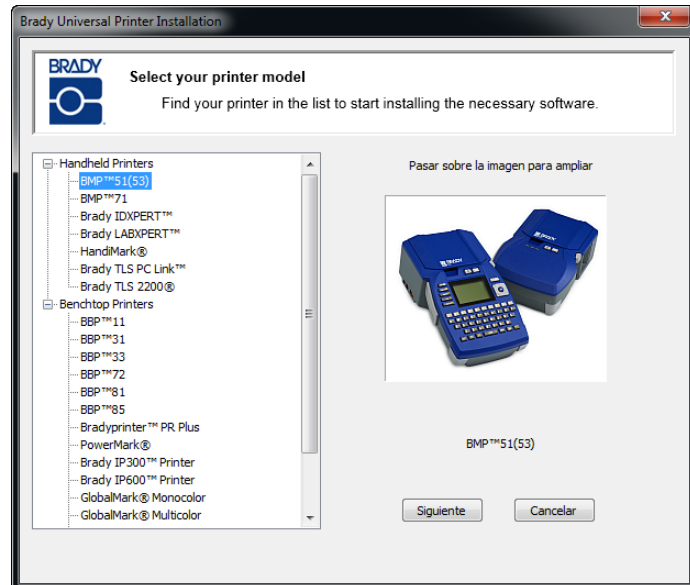 Brady Universal Printer Installation
BRADY
Select your printer model
Find your printer in the list to start installing the necessary software.
Handheld Printers
BMP™51(53)
BMP™71
Brady IDXPERT™
Brady LABXPERT™
HandiMark®
Brady TLS PC Link™
Brady TLS 2200®
Benchtop Printers
BBP™11
BBP™31
BBP™33
BBP™72
BBP™81
BBP™85
Bradyprinter™ PR Plus
PowerMark®
Brady IP300™ Printer
Brady IP600™ Printer
GlobalMark® Monocolor
GlobalMark® Multicolor
Pasar sobre la imagen para ampliar
BMP™51(53)
Siguiente
Cancelar